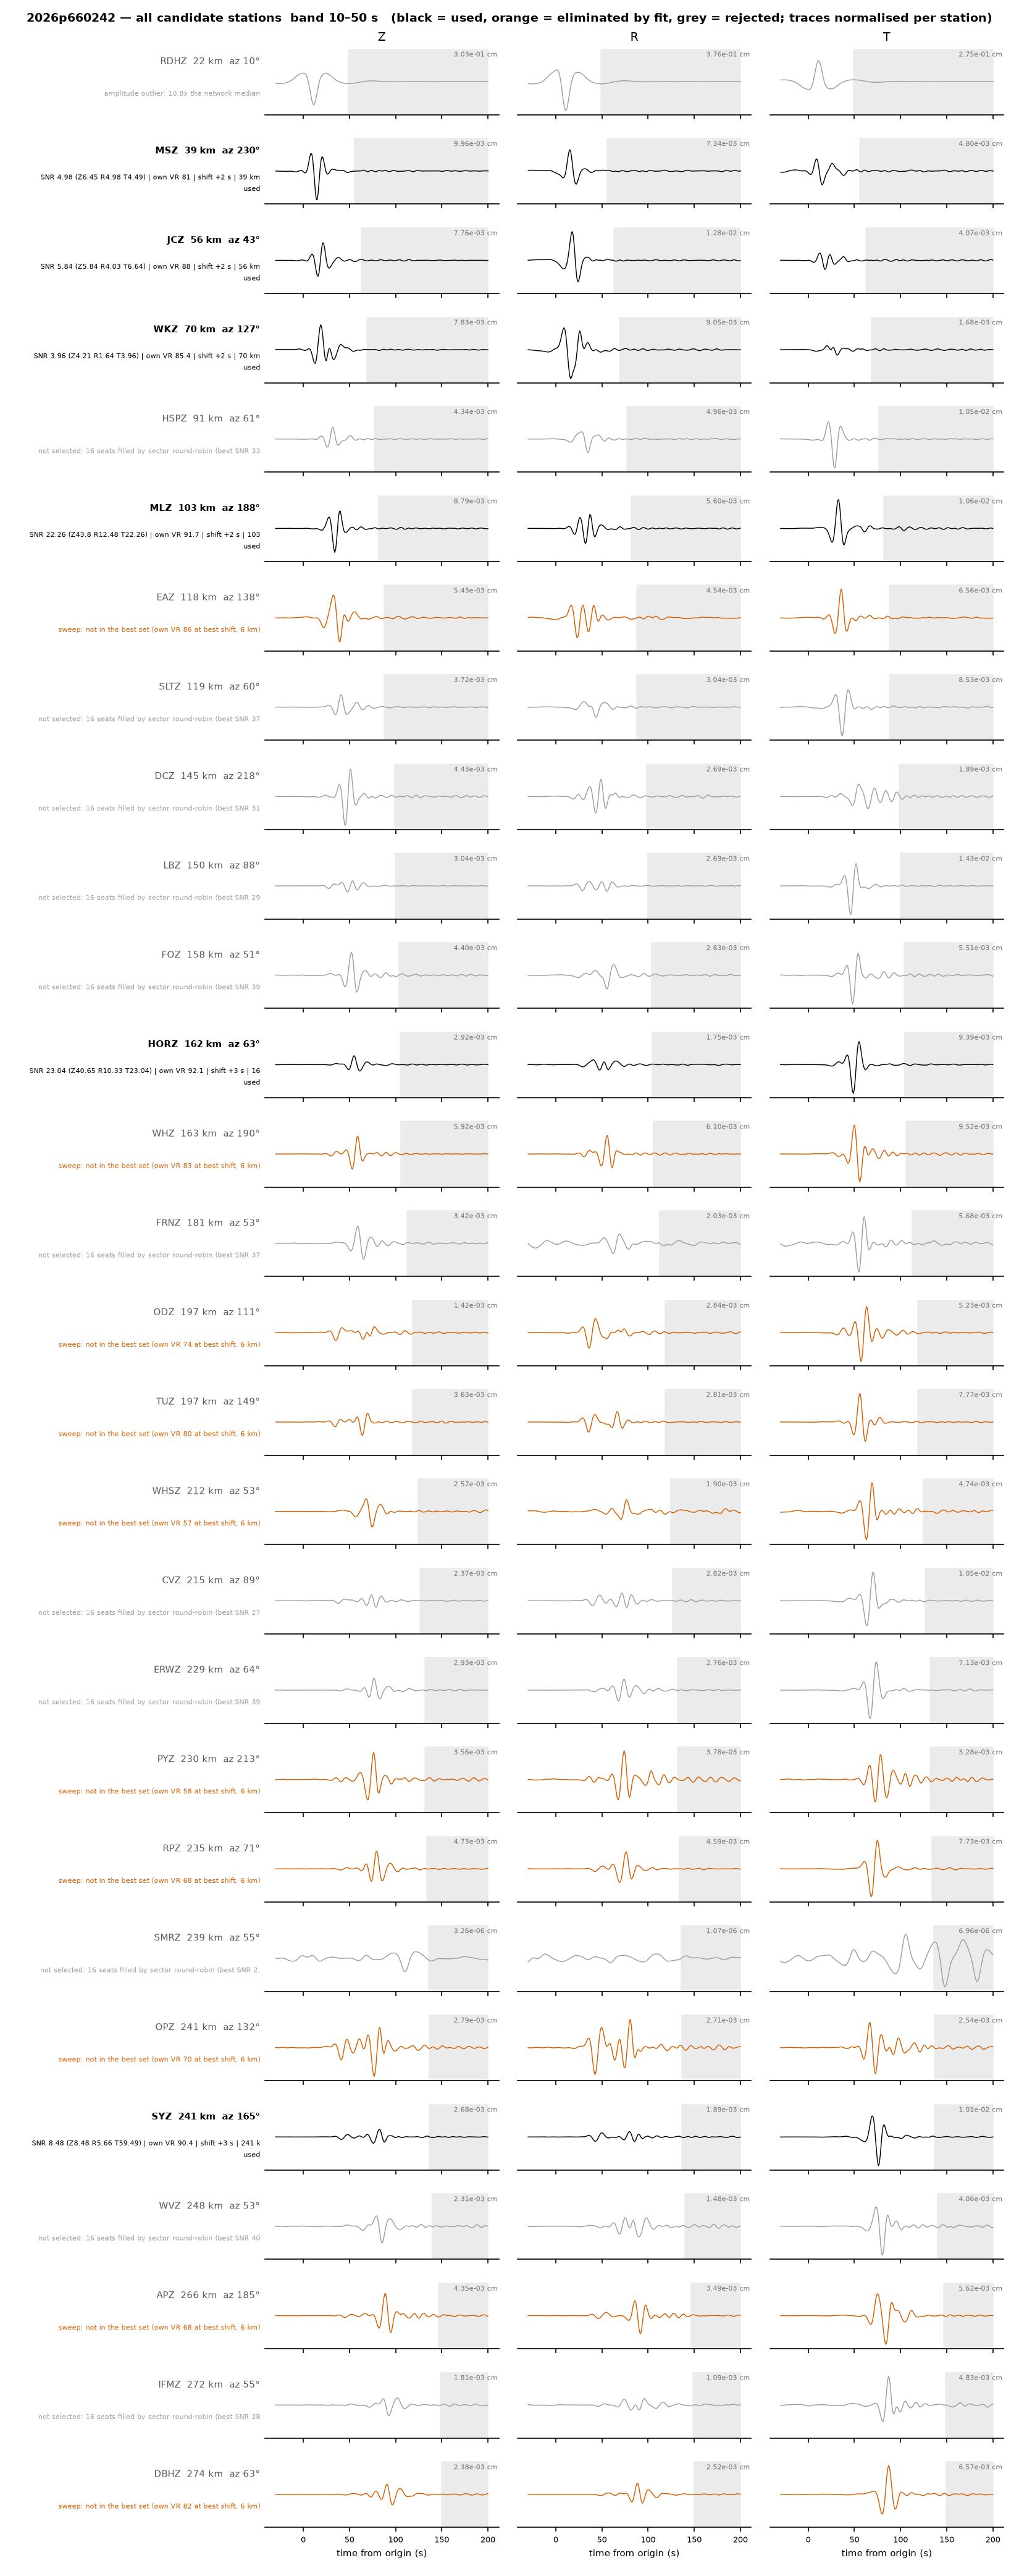 2026p660242 — all candidate stations  band 10–50 s   (black = used, orange = eliminated by fit, grey = rejected; traces normalised per station)
Z R T
RDHZ  22 km  az 10°
amplitude outlier: 10.8x the network median
3.03e-01 cm 3.76e-01 cm 2.75e-01 cm
MSZ  39 km  az 230°
SNR 4.98 (Z6.45 R4.98 T4.49) | own VR 81 | shift +2 s | 39 km
used
9.96e-03 cm 7.34e-03 cm 4.80e-03 cm
JCZ  56 km  az 43°
SNR 5.84 (Z5.84 R4.03 T6.64) | own VR 88 | shift +2 s | 56 km
used
7.76e-03 cm 1.28e-02 cm 4.07e-03 cm
WKZ  70 km  az 127°
SNR 3.96 (Z4.21 R1.64 T3.96) | own VR 85.4 | shift +2 s | 70 km
used
7.83e-03 cm 9.05e-03 cm 1.68e-02 cm
HSPZ  91 km  az 61°
not selected: 16 seats filled by sector round-robin (best SNR 33
4.34e-03 cm 4.96e-03 cm 1.05e-02 cm
MLZ  103 km  az 188°
SNR 22.26 (Z43.8 R12.48 T22.26) | own VR 91.7 | shift +2 s | 103
used
8.79e-03 cm 5.60e-03 cm 1.06e-02 cm
EAZ  118 km  az 138°
sweep: not in the best set (own VR 86 at best shift, 6 km)
5.43e-03 cm 4.54e-03 cm 6.56e-03 cm
SLTZ  119 km  az 60°
not selected: 16 seats filled by sector round-robin (best SNR 37
3.72e-03 cm 3.04e-03 cm 8.53e-03 cm
DCZ  145 km  az 218°
not selected: 16 seats filled by sector round-robin (best SNR 31
4.43e-03 cm 2.69e-03 cm 1.89e-03 cm
LBZ  150 km  az 88°
not selected: 16 seats filled by sector round-robin (best SNR 29
3.04e-03 cm 2.69e-03 cm 1.43e-02 cm
FOZ  158 km  az 51°
not selected: 16 seats filled by sector round-robin (best SNR 39
4.40e-03 cm 2.63e-03 cm 5.51e-03 cm
HORZ  162 km  az 63°
SNR 23.04 (Z40.65 R10.33 T23.04) | own VR 92.1 | shift +3 s | 16
used
2.92e-03 cm 1.75e-03 cm 9.39e-03 cm
WHZ  163 km  az 190°
sweep: not in the best set (own VR 83 at best shift, 6 km)
5.92e-03 cm 6.10e-03 cm 9.52e-03 cm
FRNZ  181 km  az 53°
not selected: 16 seats filled by sector round-robin (best SNR 37
3.42e-03 cm 2.03e-03 cm 5.68e-03 cm
ODZ  197 km  az 111°
sweep: not in the best set (own VR 74 at best shift, 6 km)
1.42e-03 cm 2.84e-03 cm 5.23e-03 cm
TUZ  197 km  az 149°
sweep: not in the best set (own VR 80 at best shift, 6 km)
3.63e-03 cm 2.81e-03 cm 7.77e-03 cm
WHSZ  212 km  az 53°
sweep: not in the best set (own VR 57 at best shift, 6 km)
2.57e-03 cm 1.90e-03 cm 4.74e-03 cm
CVZ  215 km  az 89°
not selected: 16 seats filled by sector round-robin (best SNR 27
2.37e-03 cm 2.82e-03 cm 1.05e-02 cm
ERWZ  229 km  az 64°
not selected: 16 seats filled by sector round-robin (best SNR 39
2.93e-03 cm 2.76e-03 cm 7.13e-03 cm
PYZ  230 km  az 213°
sweep: not in the best set (own VR 58 at best shift, 6 km)
3.56e-03 cm 3.78e-03 cm 3.28e-03 cm
RPZ  235 km  az 71°
sweep: not in the best set (own VR 68 at best shift, 6 km)
4.73e-03 cm 4.59e-03 cm 7.73e-03 cm
SMRZ  239 km  az 55°
not selected: 16 seats filled by sector round-robin (best SNR 2.
3.26e-06 cm 1.07e-06 cm 6.96e-06 cm
OPZ  241 km  az 132°
sweep: not in the best set (own VR 70 at best shift, 6 km)
2.79e-03 cm 2.71e-03 cm 2.54e-03 cm
SYZ  241 km  az 165°
SNR 8.48 (Z8.48 R5.66 T59.49) | own VR 90.4 | shift +3 s | 241 k
used
2.68e-03 cm 1.89e-03 cm 1.01e-02 cm
WVZ  248 km  az 53°
not selected: 16 seats filled by sector round-robin (best SNR 40
2.31e-03 cm 1.48e-03 cm 4.06e-03 cm
APZ  266 km  az 185°
sweep: not in the best set (own VR 68 at best shift, 6 km)
4.35e-03 cm 3.49e-03 cm 5.62e-03 cm
IFMZ  272 km  az 55°
not selected: 16 seats filled by sector round-robin (best SNR 28
1.81e-03 cm 1.09e-03 cm 4.83e-03 cm
DBHZ  274 km  az 63°
sweep: not in the best set (own VR 82 at best shift, 6 km)
2.38e-03 cm 2.52e-03 cm 6.57e-03 cm
0 50 100 150 200 0 50 100 150 200 0 50 100 150 200
time from origin (s) time from origin (s) time from origin (s)